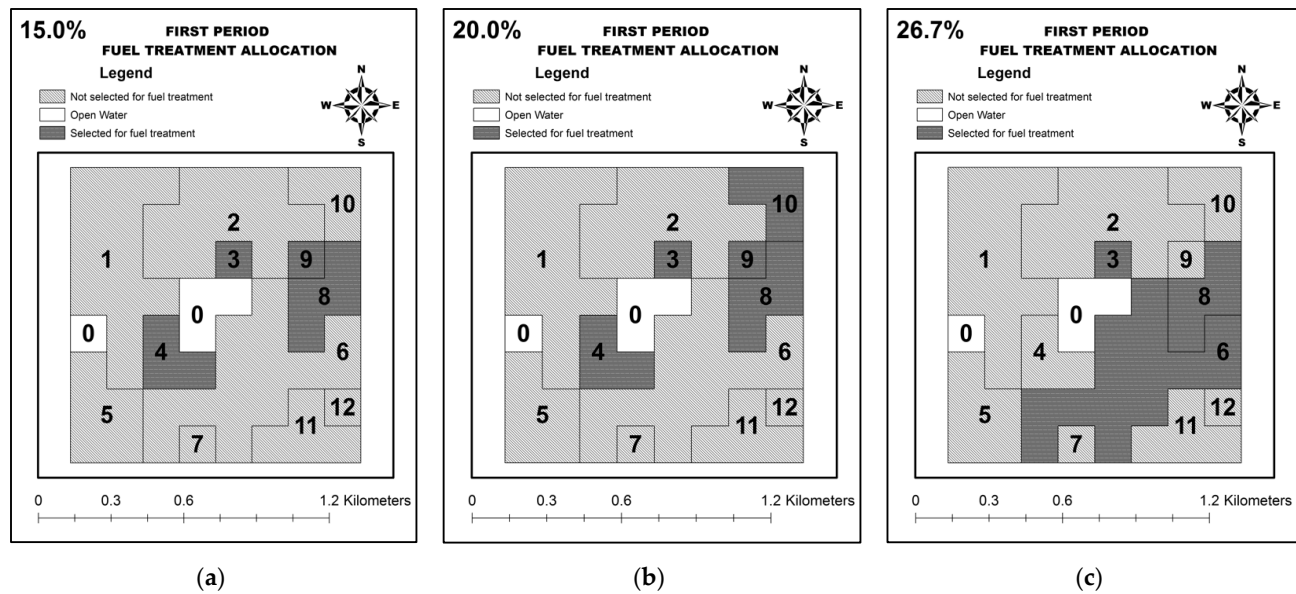 15.0%
FIRST PERIOD
FUEL TREATMENT ALLOCATION
Legend
Not selected for fuel treatment
Open Water
Selected for fuel treatment
N
W E
S
10
2
1
3
9
8
0
0
4
6
5
12
11
7
0 0.3 0.6 1.2 Kilometers
(a)
20.0%
FIRST PERIOD
FUEL TREATMENT ALLOCATION
Legend
Not selected for fuel treatment
Open Water
Selected for fuel treatment
N
W E
S
10
2
1
3
9
8
0
0
4
6
5
12
11
7
0 0.3 0.6 1.2 Kilometers
(b)
26.7%
FIRST PERIOD
FUEL TREATMENT ALLOCATION
Legend
Not selected for fuel treatment
Open Water
Selected for fuel treatment
N
W E
S
10
2
1
3
9
8
0
0
4
6
5
12
11
7
0 0.3 0.6 1.2 Kilometers
(c)